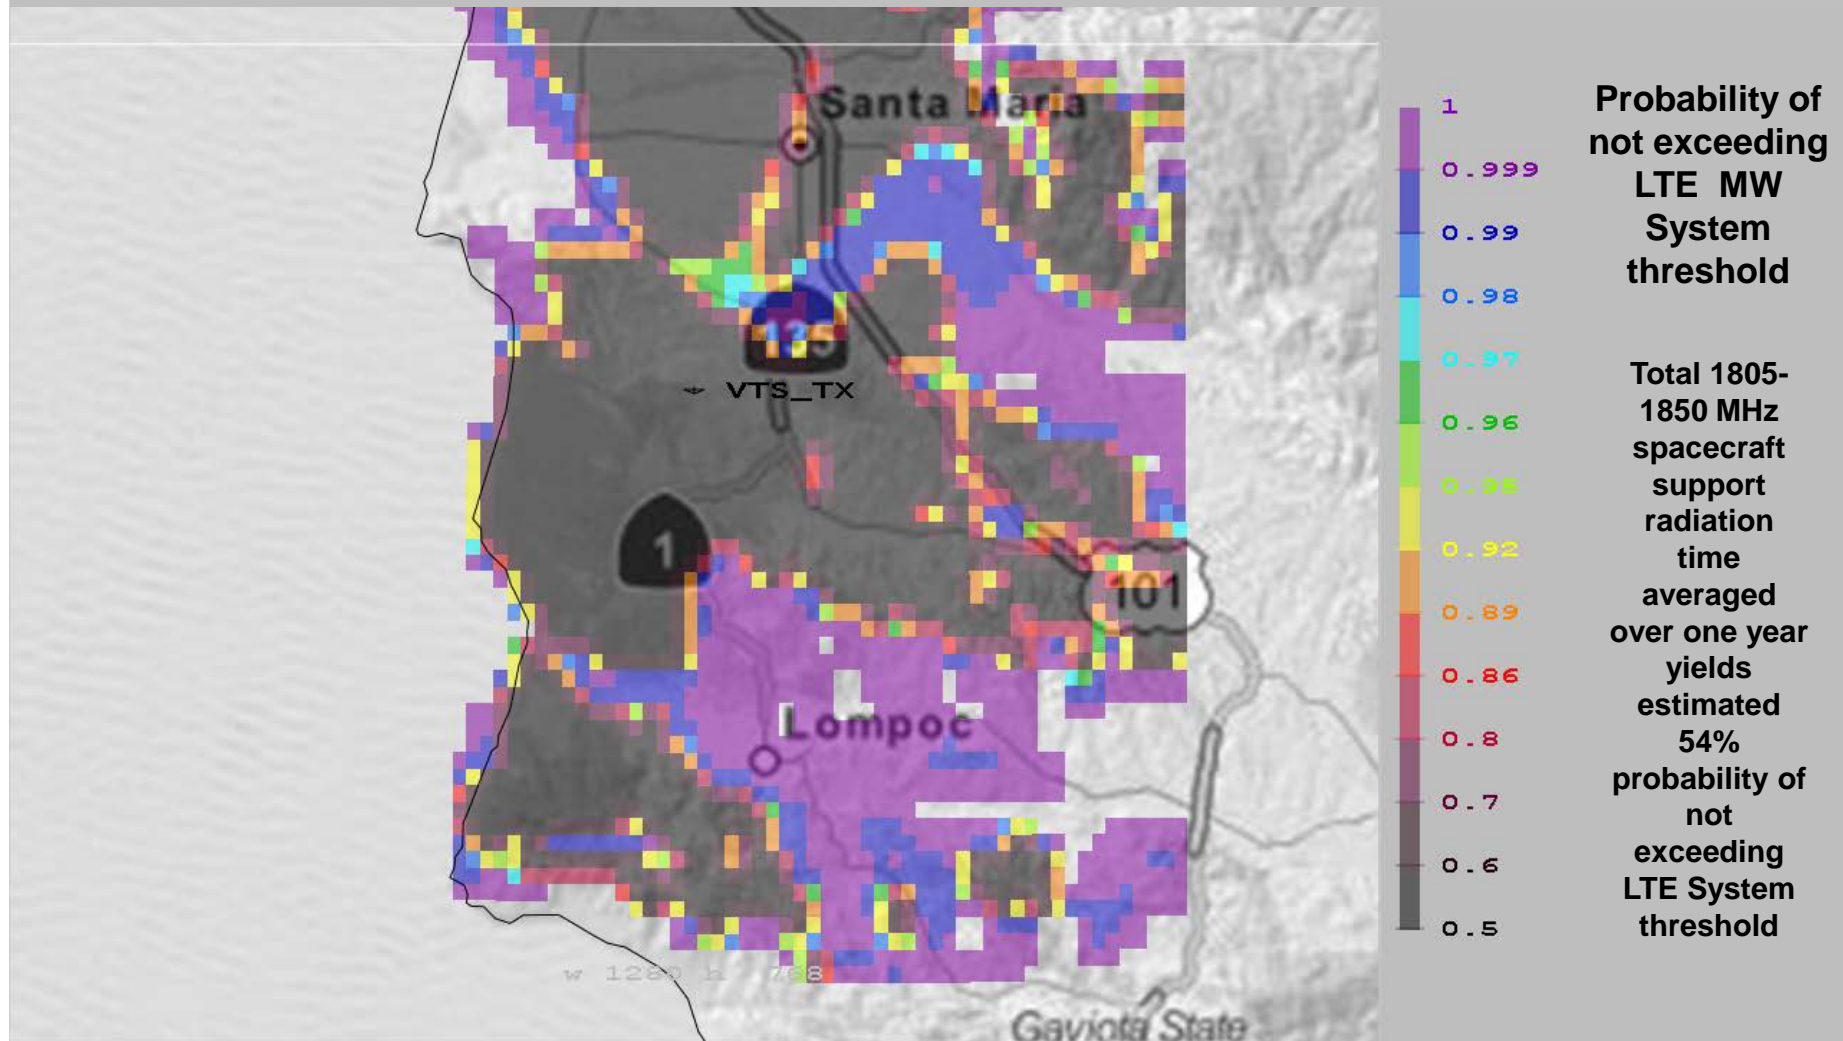 Santa Maria
135
VTS_TX
1
101
Lompoc
w 1280 h 768
Gaviota State
1
0.999
0.99
0.98
0.97
0.96
0.95
0.92
0.89
0.86
0.8
0.7
0.6
0.5
Probability of
not exceeding
LTE MW
System
threshold
Total 1805-
1850 MHz
spacecraft
support
radiation
time
averaged
over one year
yields
estimated
54%
probability of
not
exceeding
LTE System
threshold